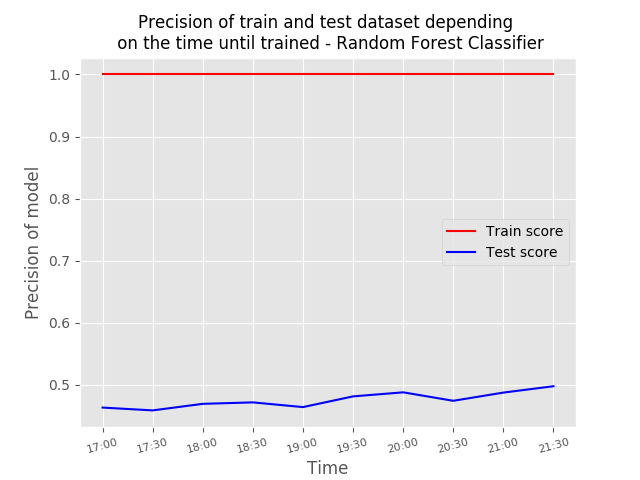 Precision of train and test dataset depending
on the time until trained - Random Forest Classifier
1.0
0.9
0.8
0.7
0.6
0.5
Precision of model
Train score
Test score
17:00
17:30
18:00
18:30
19:00
19:30
20:00
20:30
21:00
21:30
Time